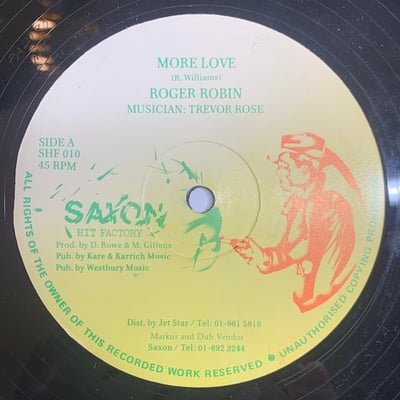 MORE LOVE
(R. Williams)
ROGER ROBIN
MUSICIAN: TREVOR ROSE
SIDE A
SHF 010
45 RPM
SAXON
HIT FACTORY
Prod. by D. Rowe & M. Gittens
Pub. by Kare & Karrich Music
Pub. by Westbury Music
Dist. by Jet Star / Tel: 01-961 5818
Markus and Dub Vendor
Saxon / Tel: 01-692 3244
ALL RIGHTS OF THE OWNER OF THIS RECORDED WORK RESERVED • UNAUTHORISED COPYING